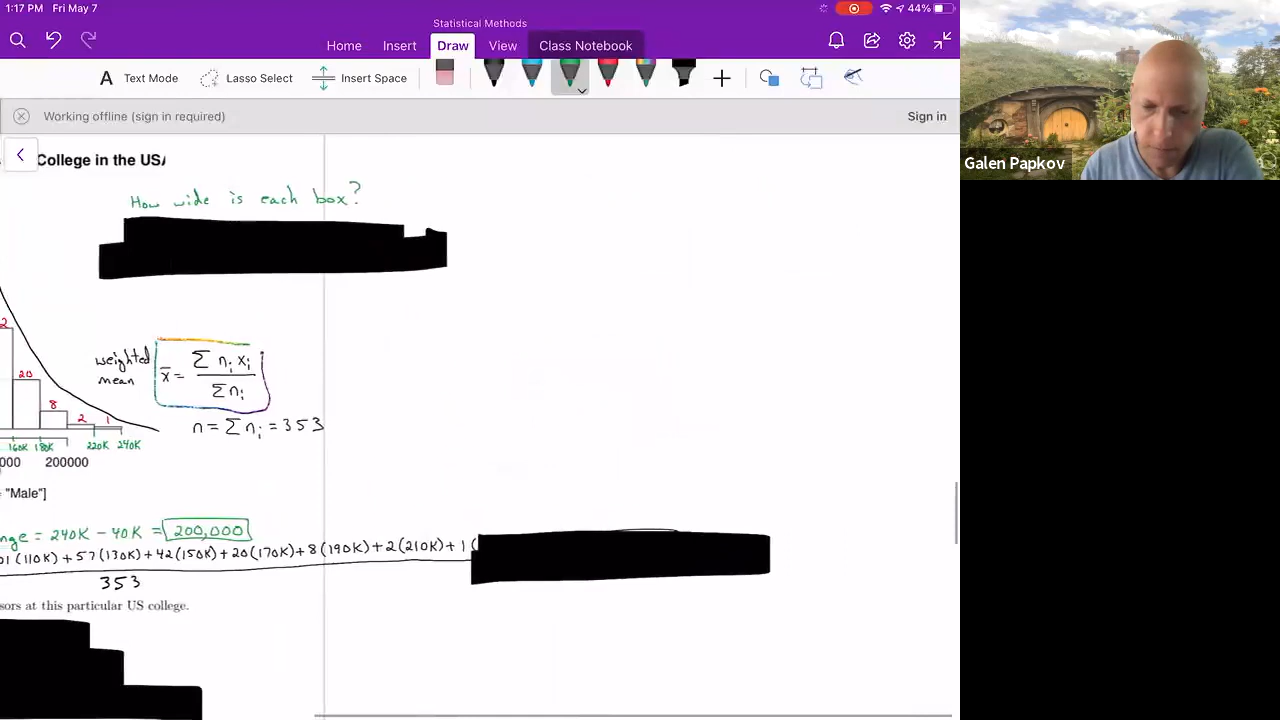 1:17 PM Fri May 7
44%
Statistical Methods
Home Insert Draw View Class Notebook
Text Mode Lasso Select Insert Space
Working offline (sign in required) Sign in
College in the USA
How wide is each box?
2
20
8
2
1
160K 180K 220K 240K
000 200000
weighted mean x̄ = Σ nᵢ xᵢ / Σ nᵢ
n = Σ nᵢ = 353
= "Male"]
nge = 240K - 40K = 200,000
01 (110K) + 57 (130K) + 42 (150K) + 20 (170K) + 8 (190K) + 2 (210K) + 1 (
353
sors at this particular US college.
Galen Papkov